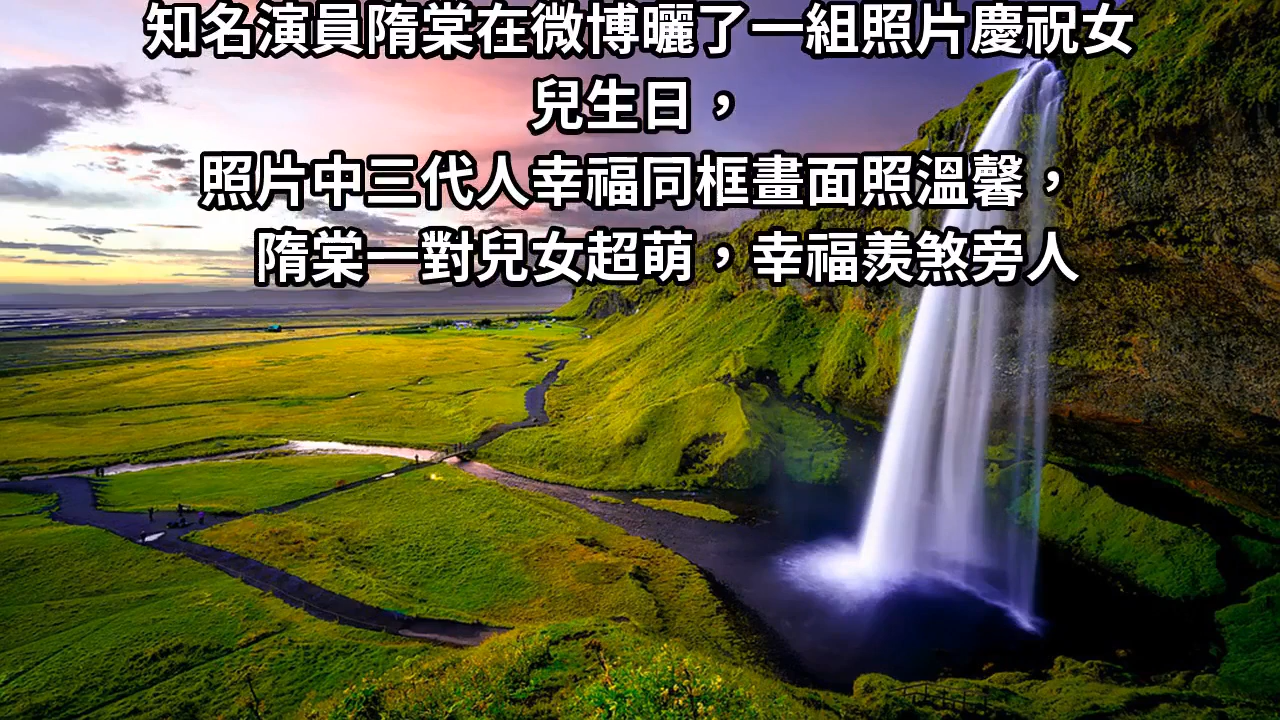 知名演員隋棠在微博曬了一組照片慶祝女
兒生日，
照片中三代人幸福同框畫面照溫馨，
隋棠一對兒女超萌，幸福羨煞旁人